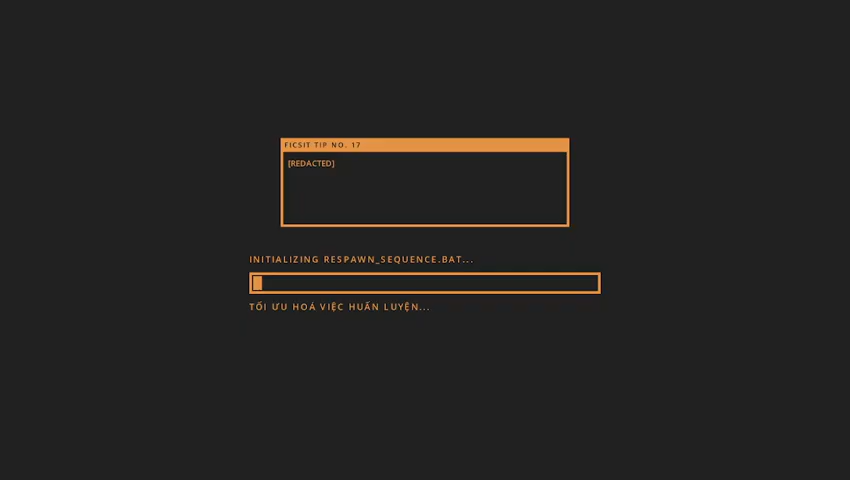 FICSIT TIP NO. 17
[REDACTED]
INITIALIZING RESPAWN_SEQUENCE.BAT...
TỐI ƯU HOÁ VIỆC HUẤN LUYỆN...